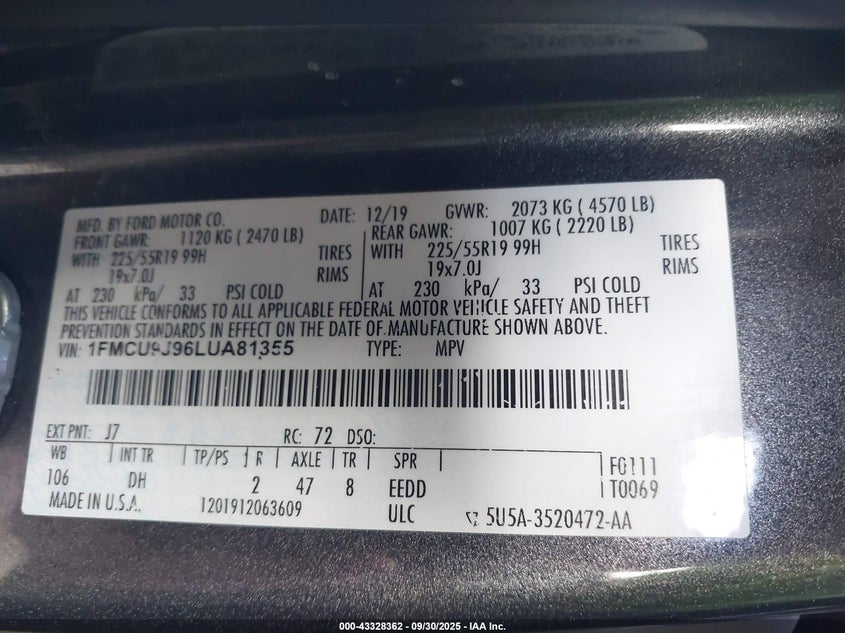 MFD. BY FORD MOTOR CO. DATE: 12/19 GVWR: 2073 KG ( 4570 LB)
FRONT GAWR: 1120 KG ( 2470 LB) REAR GAWR: 1007 KG ( 2220 LB)
WITH 225/55R19 99H TIRES WITH 225/55R19 99H TIRES
19x7.0J RIMS 19x7.0J RIMS
AT 230 kPa/ 33 PSI COLD AT 230 kPa/ 33 PSI COLD
THIS VEHICLE CONFORMS TO ALL APPLICABLE FEDERAL MOTOR VEHICLE SAFETY AND THEFT
PREVENTION STANDARDS IN EFFECT ON THE DATE OF MANUFACTURE SHOWN ABOVE.
VIN: 1FMCU9J96LUA81355 TYPE: MPV
EXT PNT: J7 RC: 72 DSO:
WB INT TR TP/PS R AXLE TR SPR F0111
106 DH 2 47 8 EEDD T0069
MADE IN U.S.A. 1201912063609 ULC 5U5A-3520472-AA
000-43328362 - 09/30/2025 - IAA Inc.